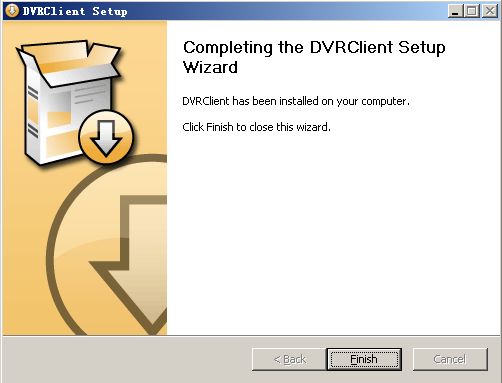 DVRClient Setup
Completing the DVRClient Setup
Wizard
DVRClient has been installed on your computer.
Click Finish to close this wizard.
< Back
Finish
Cancel